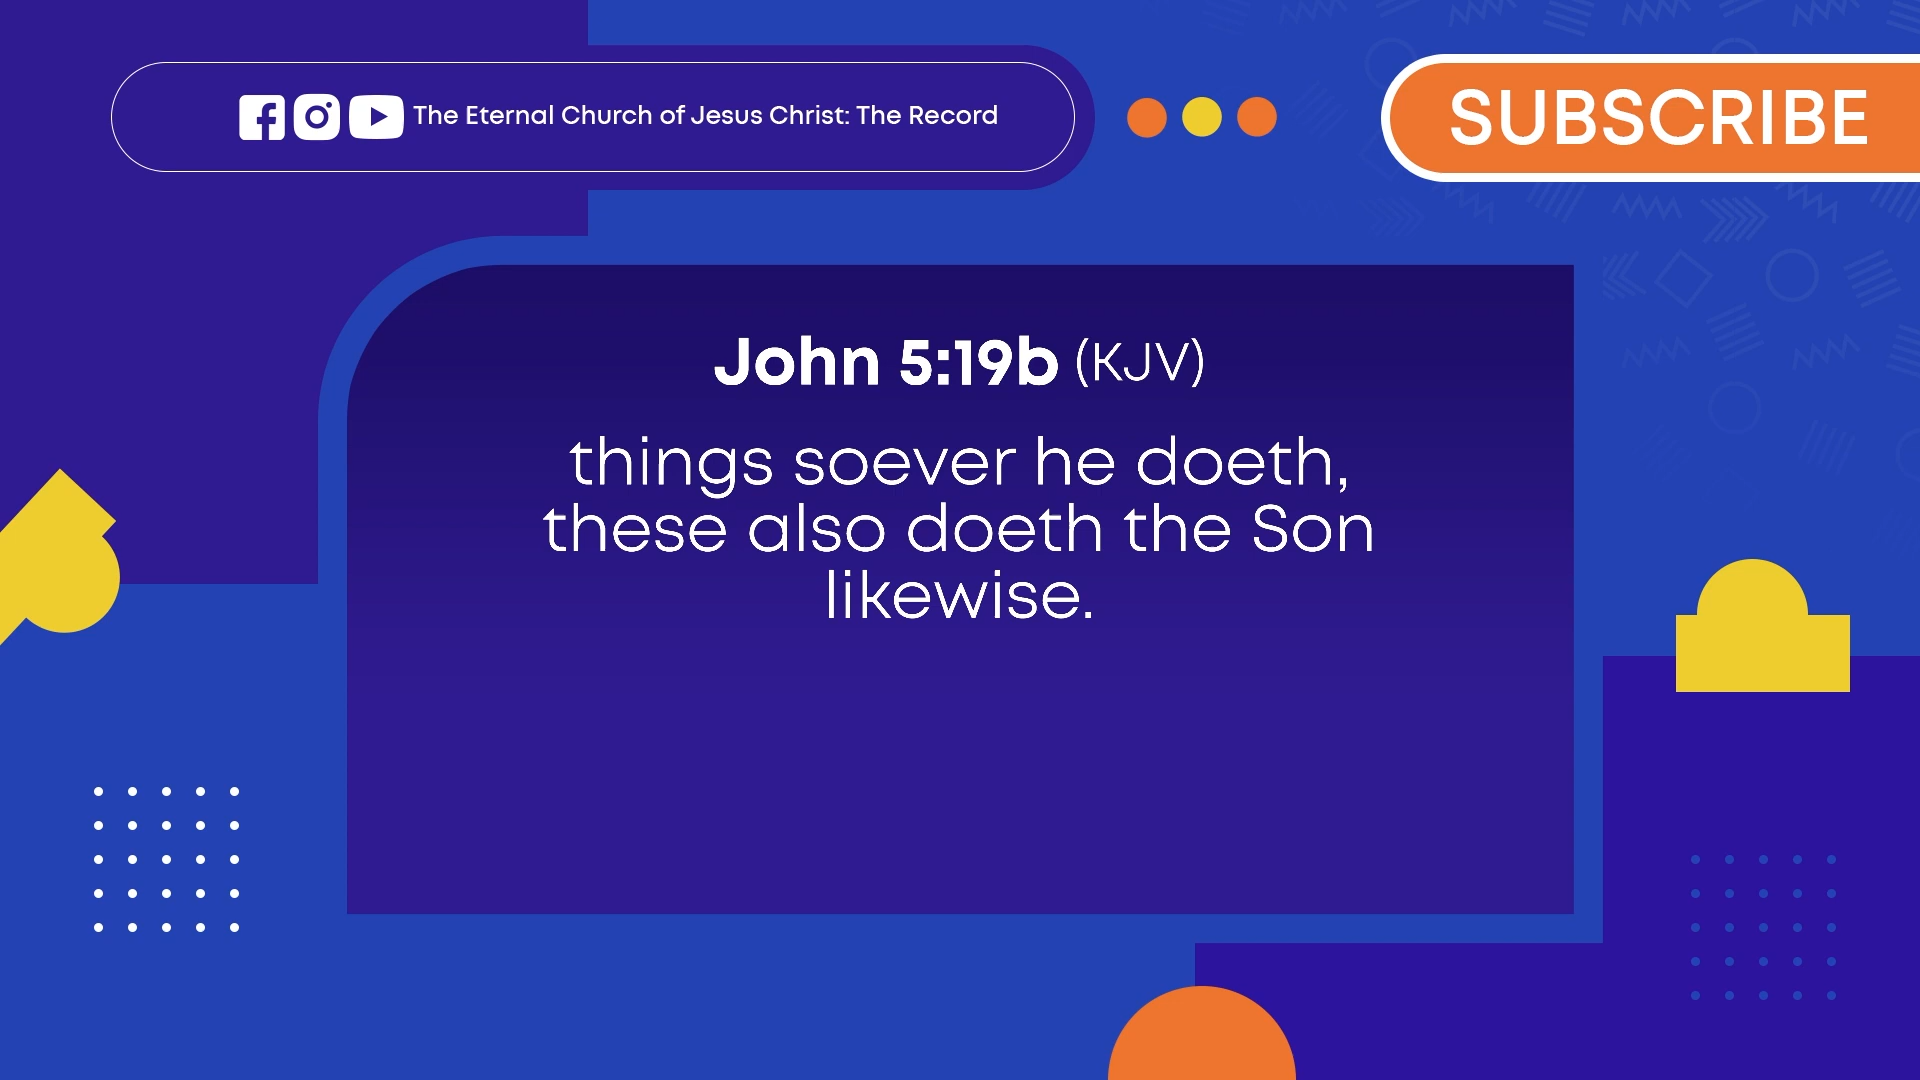 The Eternal Church of Jesus Christ: The Record
SUBSCRIBE
John 5:19b (KJV)
things soever he doeth,
these also doeth the Son
likewise.